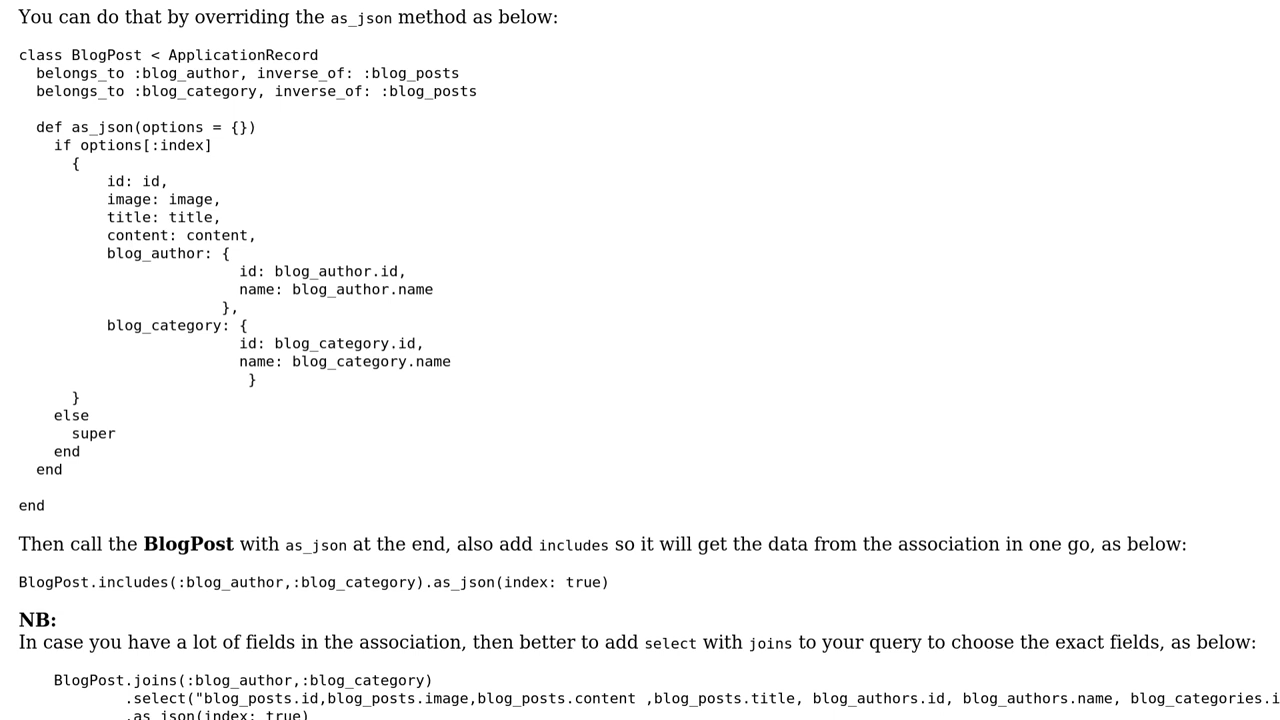 You can do that by overriding the as_json method as below:
class BlogPost < ApplicationRecord
  belongs_to :blog_author, inverse_of: :blog_posts
  belongs_to :blog_category, inverse_of: :blog_posts

  def as_json(options = {})
    if options[:index]
      {
          id: id,
          image: image,
          title: title,
          content: content,
          blog_author: {
                         id: blog_author.id,
                         name: blog_author.name
                       },
          blog_category: {
                         id: blog_category.id,
                         name: blog_category.name
                          }
      }
    else
      super
    end
  end

end
Then call the BlogPost with as_json at the end, also add includes so it will get the data from the association in one go, as below:
BlogPost.includes(:blog_author,:blog_category).as_json(index: true)
NB:
In case you have a lot of fields in the association, then better to add select with joins to your query to choose the exact fields, as below:
    BlogPost.joins(:blog_author,:blog_category)
            .select("blog_posts.id,blog_posts.image,blog_posts.content ,blog_posts.title, blog_authors.id, blog_authors.name, blog_categories.i
            .as_json(index: true)